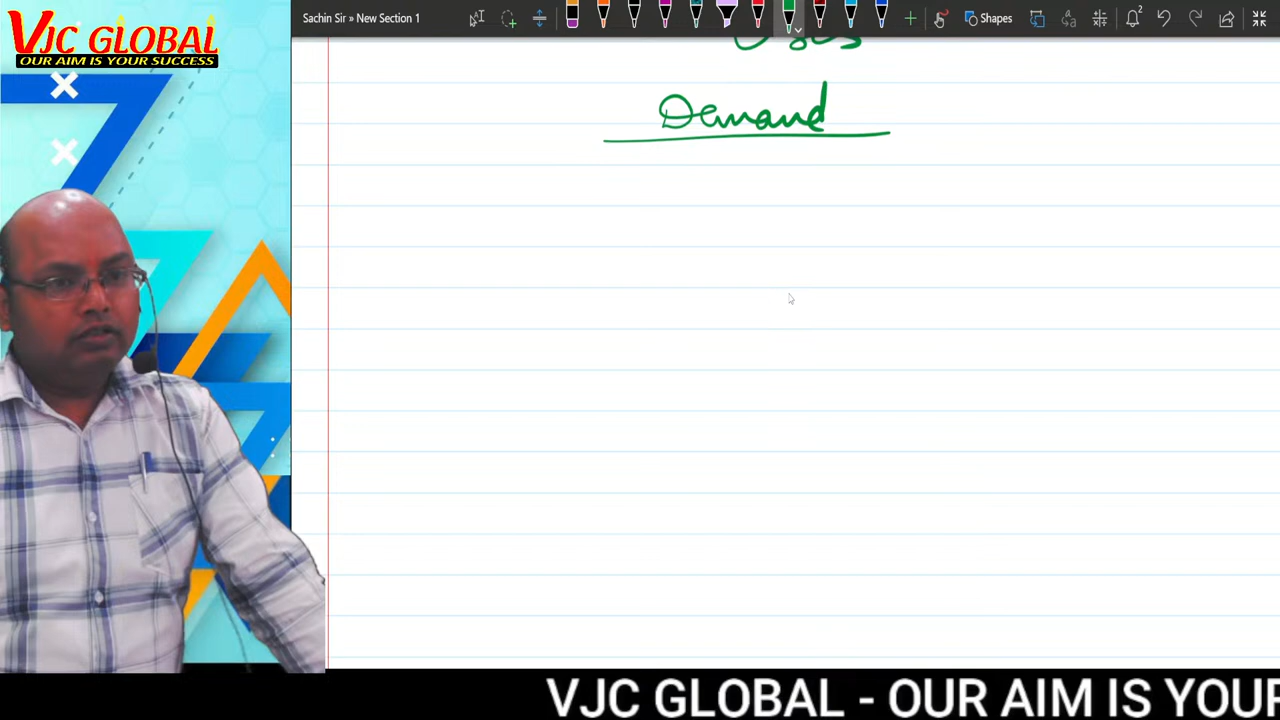 VJC GLOBAL
OUR AIM IS YOUR SUCCESS
Sachin Sir » New Section 1
Shapes
2
Demand
VJC GLOBAL - OUR AIM IS YOUR